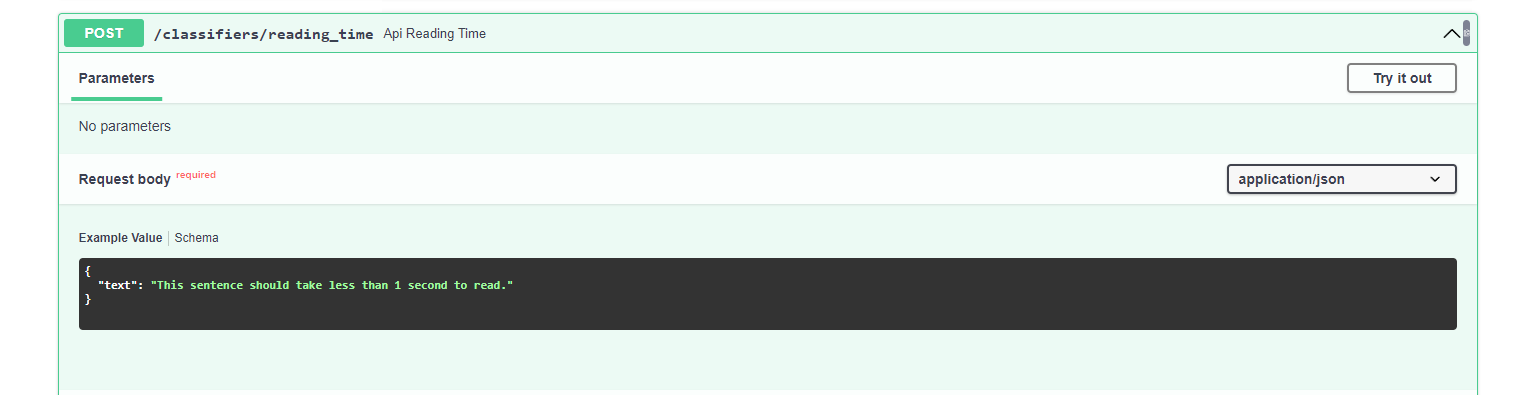 POST /classifiers/reading_time Api Reading Time
Parameters
Try it out
No parameters
Request body required
application/json
Example Value Schema
{
"text": "This sentence should take less than 1 second to read."
}